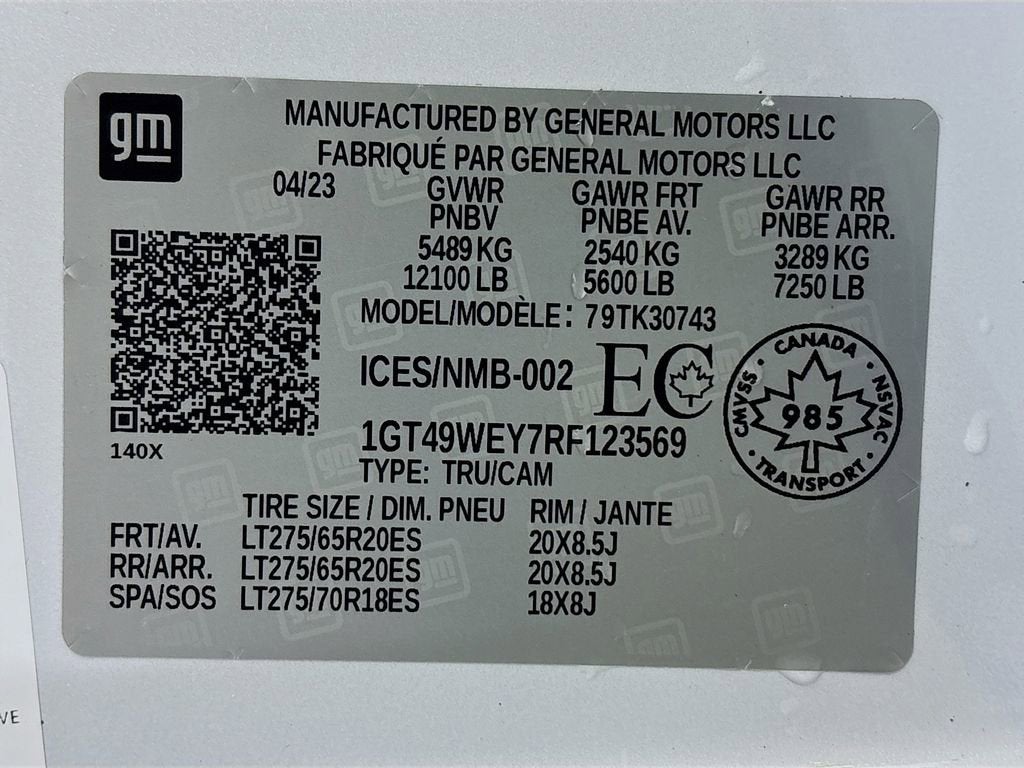 gm
MANUFACTURED BY GENERAL MOTORS LLC
FABRIQUÉ PAR GENERAL MOTORS LLC
04/23 GVWR GAWR FRT GAWR RR
PNBV PNBE AV. PNBE ARR.
5489 KG 2540 KG 3289 KG
12100 LB 5600 LB 7250 LB
MODEL/MODÈLE: 79TK30743
ICES/NMB-002 EC
CANADA
CMVSS 985 NSVAC
TRANSPORT
1GT49WEY7RF123569
140X
TYPE: TRU/CAM
TIRE SIZE / DIM. PNEU RIM / JANTE
FRT/AV. LT275/65R20ES 20X8.5J
RR/ARR. LT275/65R20ES 20X8.5J
SPA/SOS LT275/70R18ES 18X8J